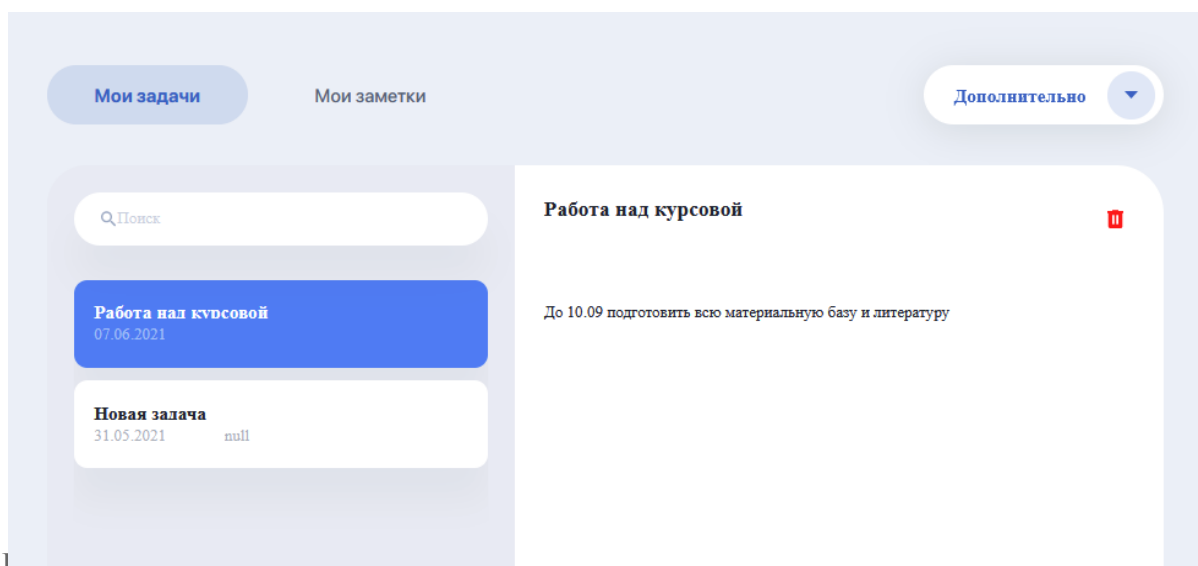 Мои задачи
Мои заметки
Дополнительно
Поиск
Работа над курсовой
07.06.2021
Новая задача
31.05.2021 null
Работа над курсовой
До 10.09 подготовить всю материальную базу и литературу